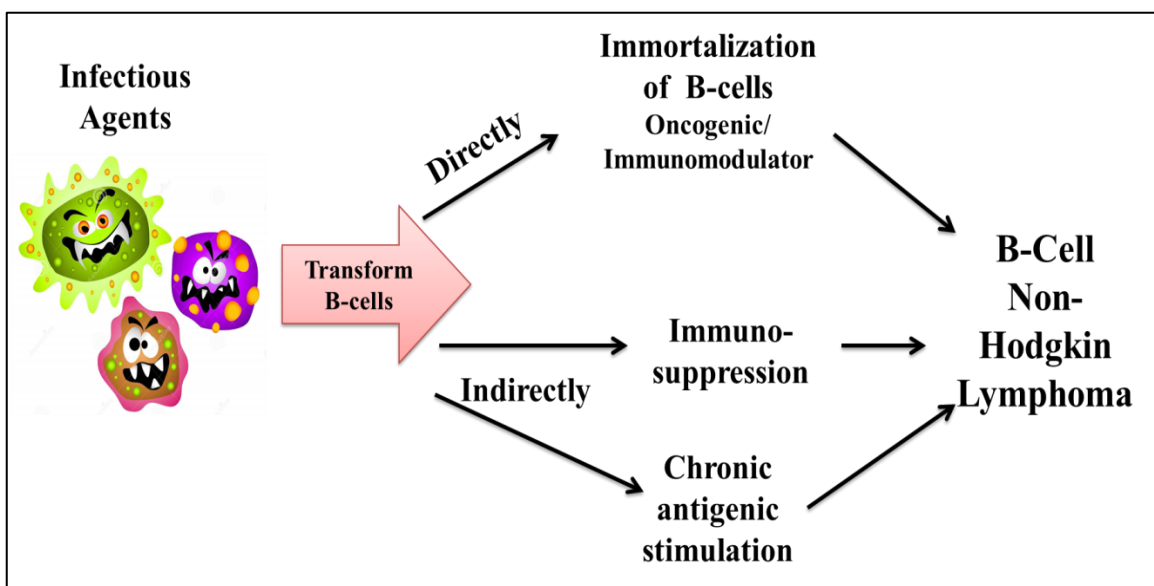 Infectious
Agents
Transform
B-cells
Directly
Indirectly
Immortalization
of B-cells
Oncogenic/
Immunomodulator
Immuno-
suppression
Chronic
antigenic
stimulation
B-Cell
Non-
Hodgkin
Lymphoma